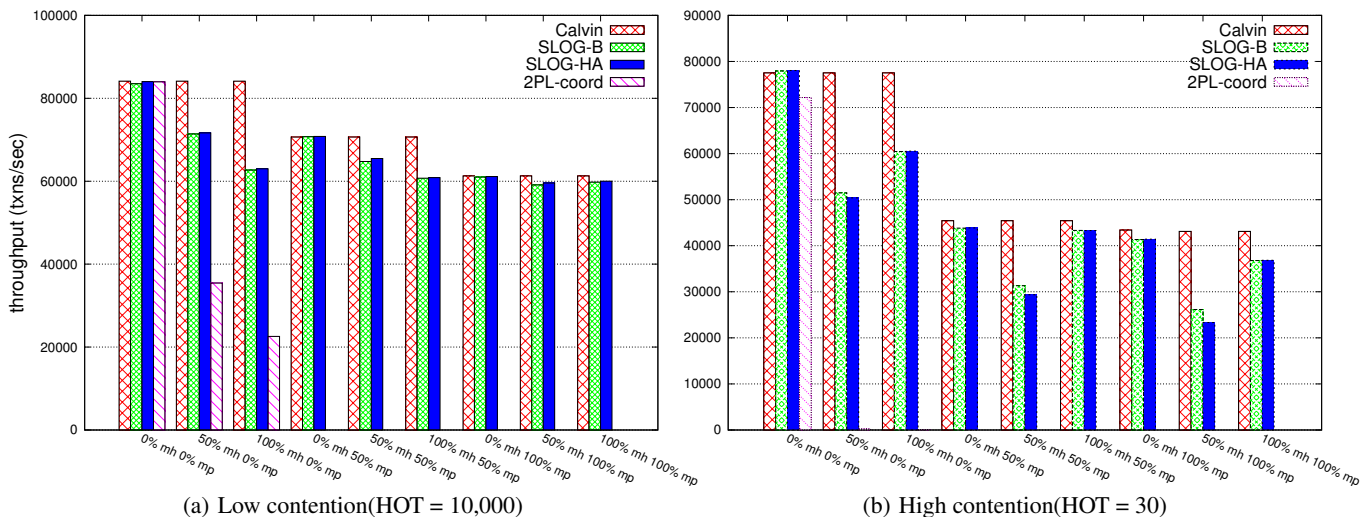 100000
80000
60000
40000
20000
0
throughput (txns/sec)
Calvin
SLOG-B
SLOG-HA
2PL-coord
0% mh 0% mp
50% mh 0% mp
100% mh 0% mp
0% mh 50% mp
50% mh 50% mp
100% mh 50% mp
0% mh 100% mp
50% mh 100% mp
100% mh 100% mp
(a) Low contention(HOT = 10,000)
90000
80000
70000
60000
50000
40000
30000
20000
10000
0
Calvin
SLOG-B
SLOG-HA
2PL-coord
0% mh 0% mp
50% mh 0% mp
100% mh 0% mp
0% mh 50% mp
50% mh 50% mp
100% mh 50% mp
0% mh 100% mp
50% mh 100% mp
100% mh 100% mp
(b) High contention(HOT = 30)